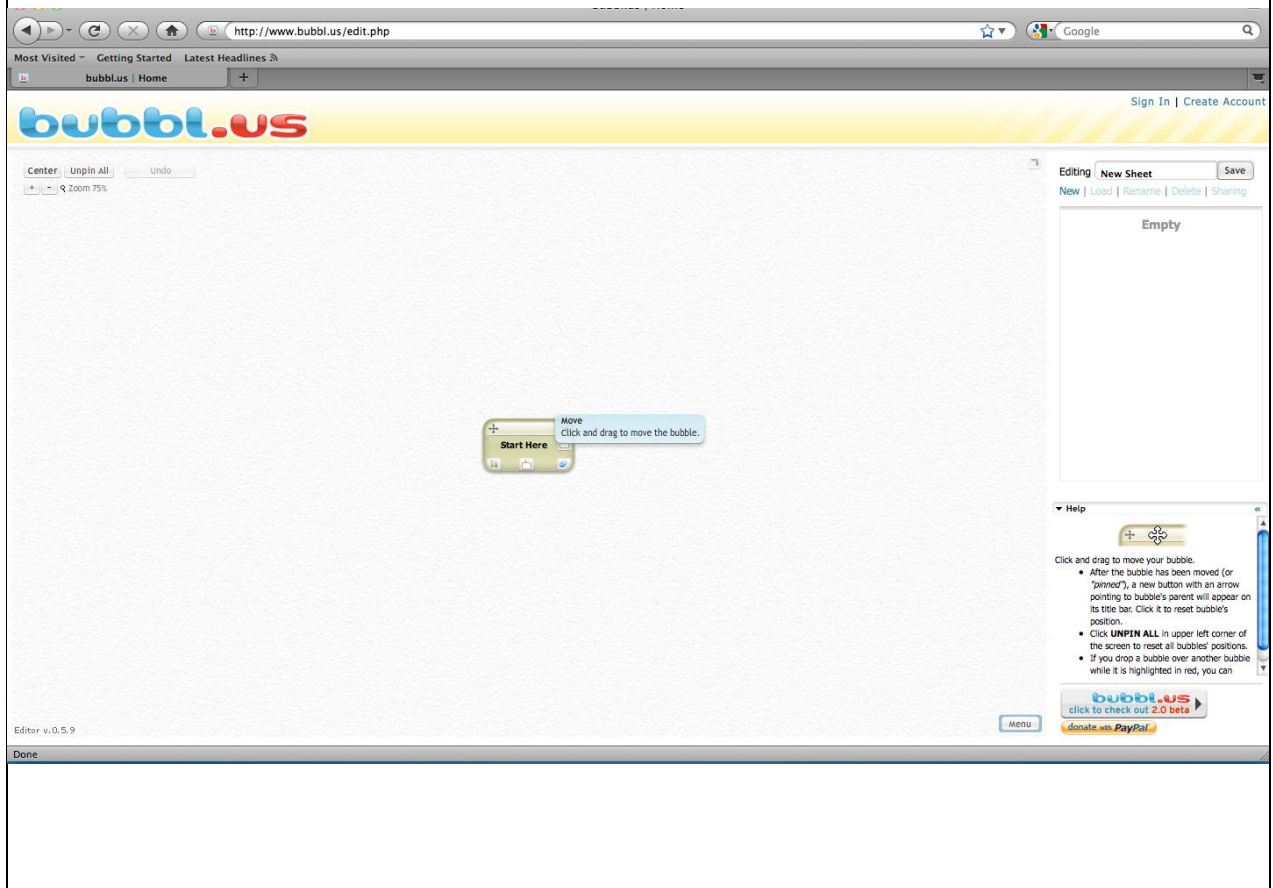 http://www.bubbl.us/edit.php
Google
Most Visited Getting Started Latest Headlines
bubbl.us | Home
Sign In | Create Account
bubbl.us
Center Unpin All Undo
+ - Zoom 75%
Editing New Sheet Save
New | Load | Rename | Delete | Sharing
Empty
Move
Click and drag to move the bubble.
Start Here
Help
Click and drag to move your bubble.
• After the bubble has been moved (or
"pinned"), a new button with an arrow
pointing to bubble's parent will appear on
its title bar. Click it to reset bubble's
position.
• Click UNPIN ALL in upper left corner of
the screen to reset all bubbles' positions.
• If you drop a bubble over another bubble
while it is highlighted in red, you can
bubbl.us
click to check out 2.0 beta
donate with PayPal
Menu
Editor v.0.5.9
Done